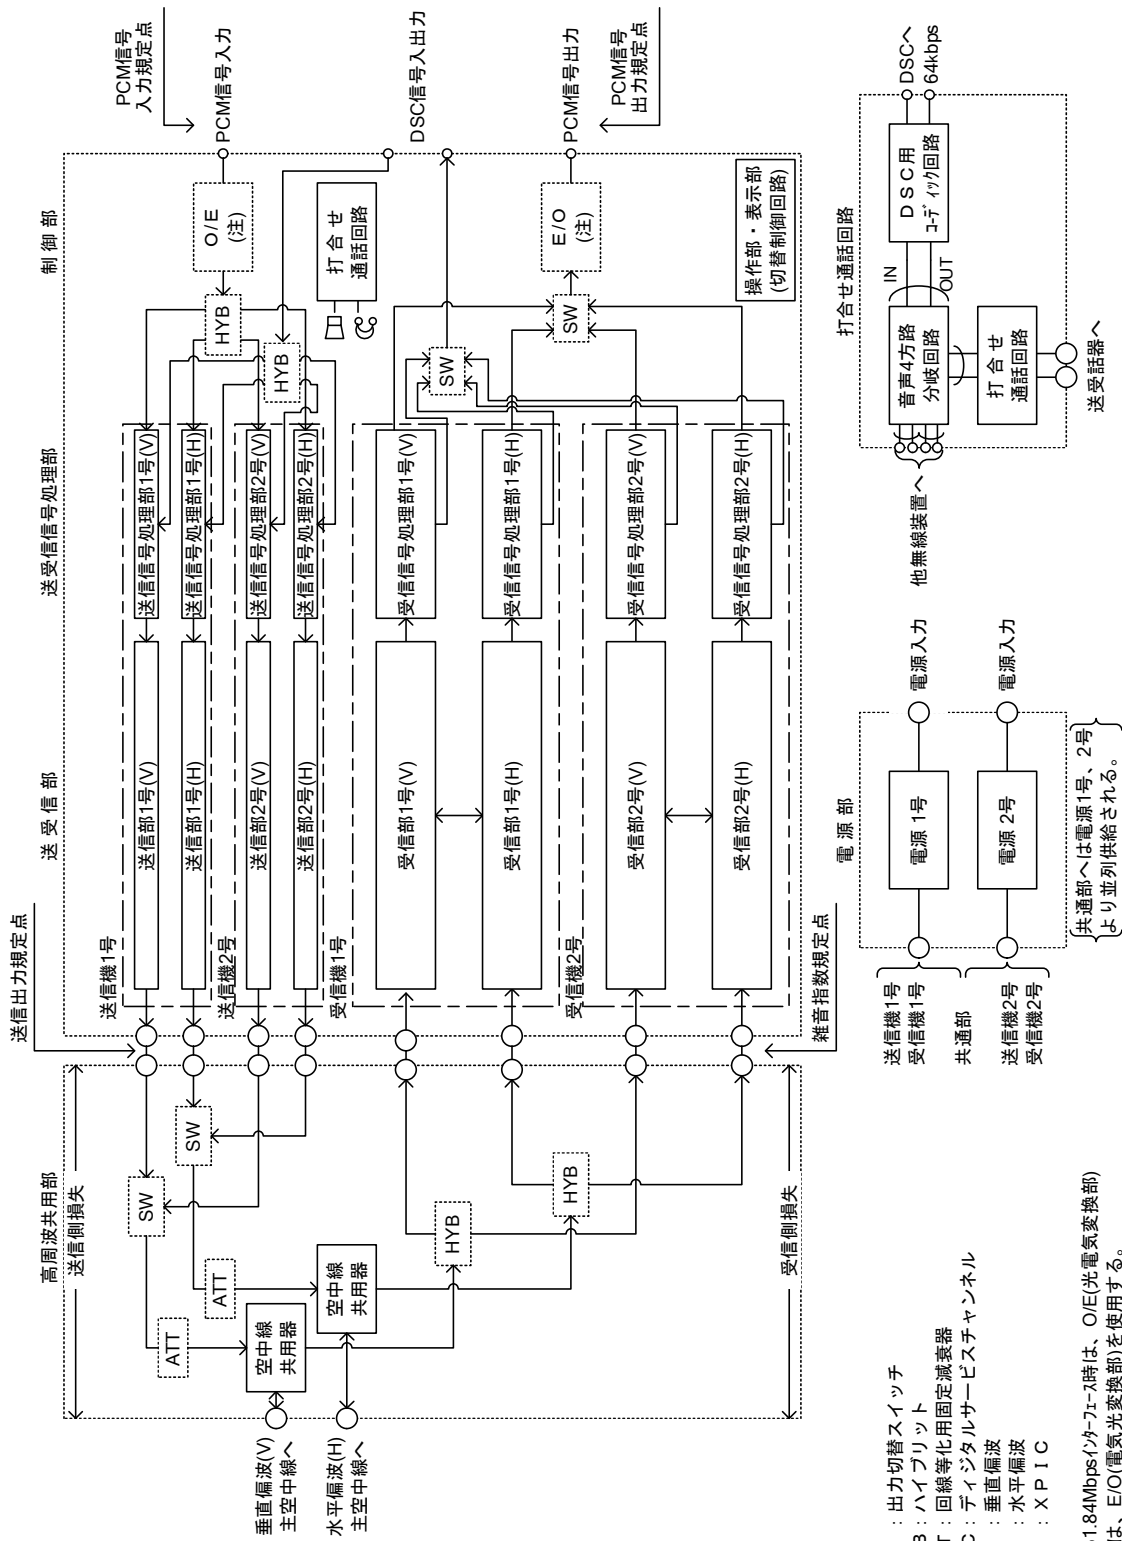 高周波共用部
送信側損失
送信出力規定点
送 受 信 部
送受信信号処理部
制 御 部
PCM信号
入力規定点
PCM信号入力
DSC信号入出力
PCM信号出力
PCM信号
出力規定点
垂直偏波(V)
主空中線へ
水平偏波(H)
主空中線へ
空中線
共用器
空中線
共用器
ATT
ATT
SW
SW
HYB
HYB
受信側損失
雑音指数規定点
送信機1号
送信部1号(V)
送信信号処理部1号(V)
送信部1号(H)
送信信号処理部1号(H)
送信機2号
送信部2号(V)
送信信号処理部2号(V)
送信部2号(H)
送信信号処理部2号(H)
受信機1号
受信部1号(V)
受信信号処理部1号(V)
受信部1号(H)
受信信号処理部1号(H)
受信機2号
受信部2号(V)
受信信号処理部2号(V)
受信部2号(H)
受信信号処理部2号(H)
HYB
HYB
O/E
(注)
打 合 せ
通話回路
SW
SW
E/O
(注)
操作部・表示部
(切替制御回路)
電 源 部
送信機1号
受信機1号
共通部
送信機2号
受信機2号
電源 1号
電源入力
電源 2号
電源入力
共通部へは電源1号、2号
より並列供給される。
打合せ通話回路
他無線装置へ
音声4方路
分岐回路
IN
OUT
DSC用
コーディック回路
DSCへ
64kbps
打 合 せ
通話回路
送受話器へ
：出力切替スイッチ
B：ハイブリット
T：回線等化用固定減衰器
C：ディジタルサービスチャンネル
：垂直偏波
：水平偏波
：XPIC
1.84Mbpsインターフェース時は、O/E(光電気変換部)
は、E/O(電気光変換部)を使用する。